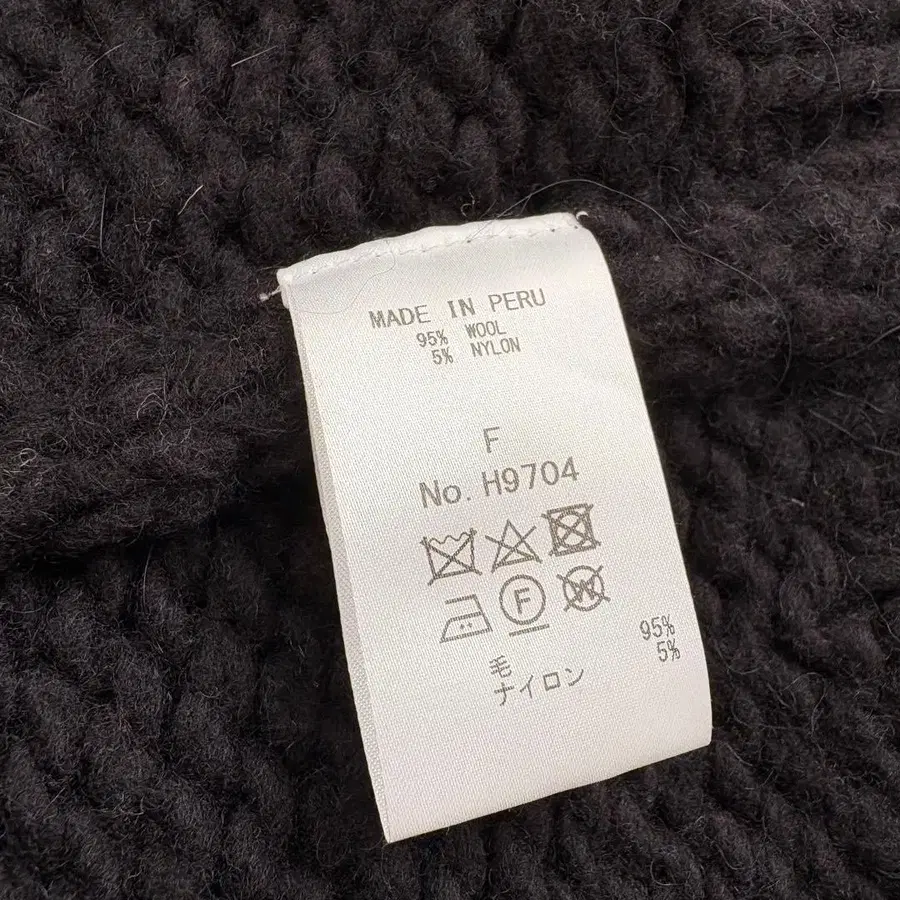 MADE IN PERU
95% WOOL
5% NYLON
F
No. H9704
F W
毛 95%
ナイロン 5%